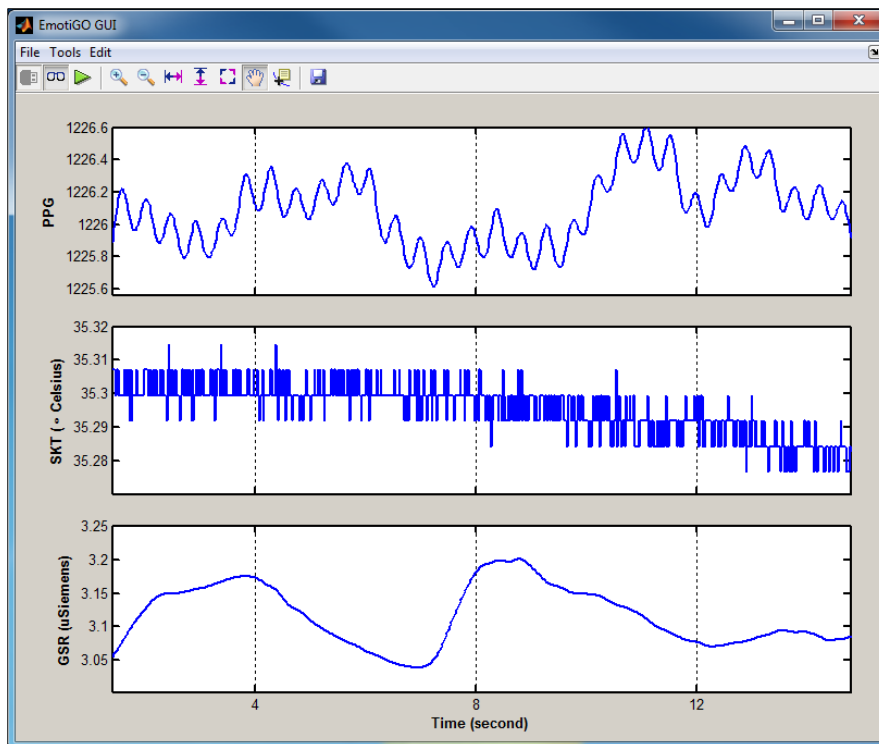 EmotiGO GUI
File Tools Edit
PPG
1226.6
1226.4
1226.2
1226
1225.8
1225.6
SKT (∘ Celsius)
35.32
35.31
35.3
35.29
35.28
GSR (uSiemens)
3.25
3.2
3.15
3.1
3.05
4 8 12
Time (second)